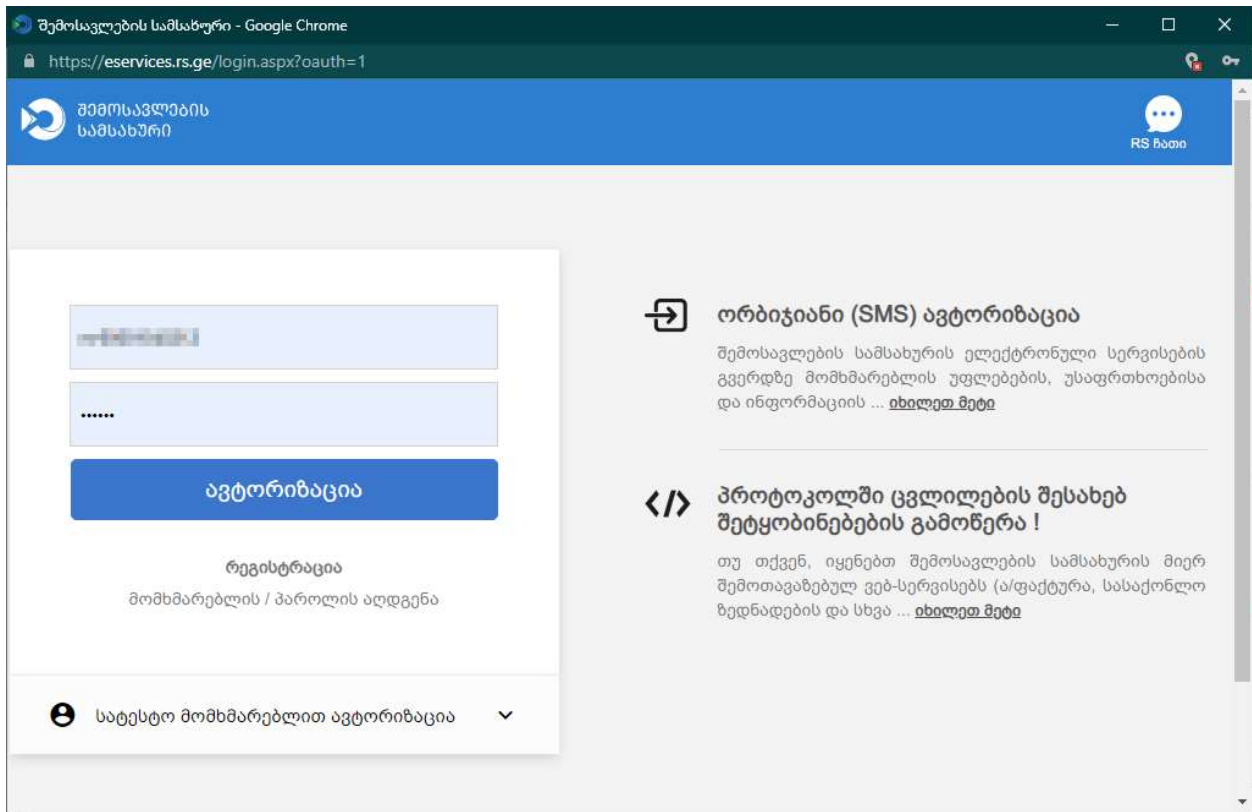 შემოსავლების სამსახური - Google Chrome
https://eservices.rs.ge/login.aspx?oauth=1
შემოსავლების
სამსახური
RS ჩათი
••••••
ავტორიზაცია
რეგისტრაცია
მომხმარებლის / პაროლის აღდგენა
სატესტო მომხმარებლით ავტორიზაცია
ორბიჯიანი (SMS) ავტორიზაცია
შემოსავლების სამსახურის ელექტრონული სერვისების
გვერდზე მომხმარებლის უფლებების, უსაფრთხოებისა
და ინფორმაციის ... იხილეთ მეტი
პროტოკოლში ცვლილების შესახებ
შეტყობინებების გამოწერა !
თუ თქვენ, იყენებთ შემოსავლების სამსახურის მიერ
შემოთავაზებულ ვებ-სერვისებს (ა/ფაქტურა, სასაქონლო
ზედნადების და სხვა ... იხილეთ მეტი